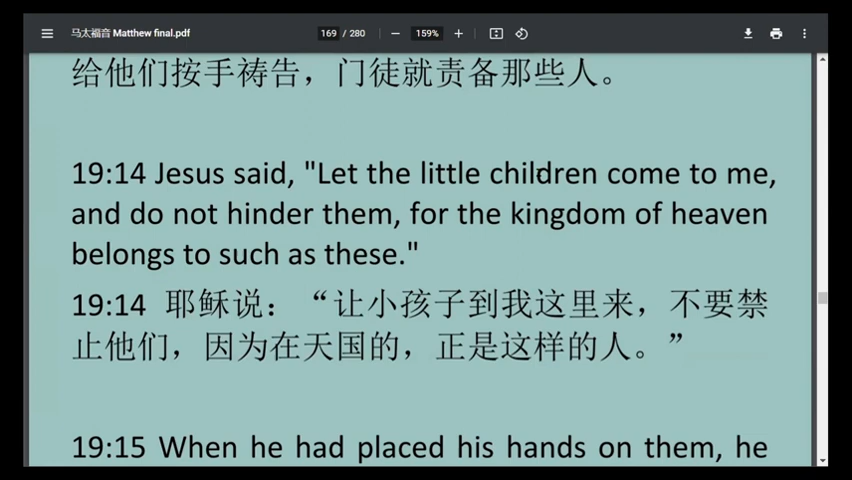 马太福音 Matthew final.pdf
169 / 280
159%
给他们按手祷告，门徒就责备那些人。
19:14 Jesus said, "Let the little children come to me,
and do not hinder them, for the kingdom of heaven
belongs to such as these."
19:14 耶稣说：“让小孩子到我这里来，不要禁
止他们，因为在天国的，正是这样的人。”
19:15 When he had placed his hands on them, he